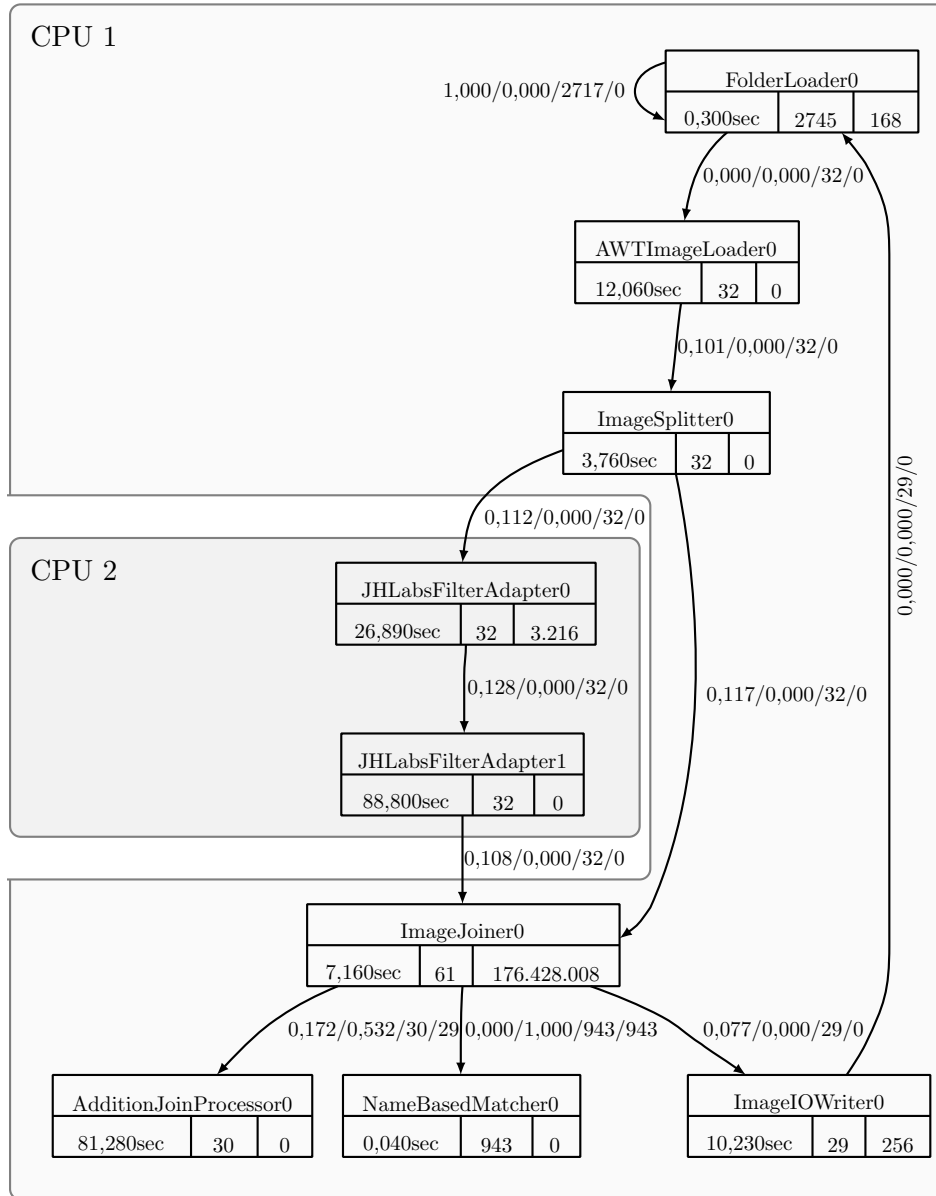 CPU 1
FolderLoader0
1,000/0,000/2717/0
0,300sec 2745 168
0,000/0,000/32/0
AWTImageLoader0
12,060sec 32 0
0,101/0,000/32/0
ImageSplitter0
3,760sec 32 0
0,000/0,000/29/0
0,112/0,000/32/0
CPU 2
JHLabsFilterAdapter0
26,890sec 32 3.216
0,128/0,000/32/0
0,117/0,000/32/0
JHLabsFilterAdapter1
88,800sec 32 0
0,108/0,000/32/0
ImageJoiner0
7,160sec 61 176.428.008
0,172/0,532/30/29 0,000/1,000/943/943 0,077/0,000/29/0
AdditionJoinProcessor0 NameBasedMatcher0 ImageIOWriter0
81,280sec 30 0 0,040sec 943 0 10,230sec 29 256